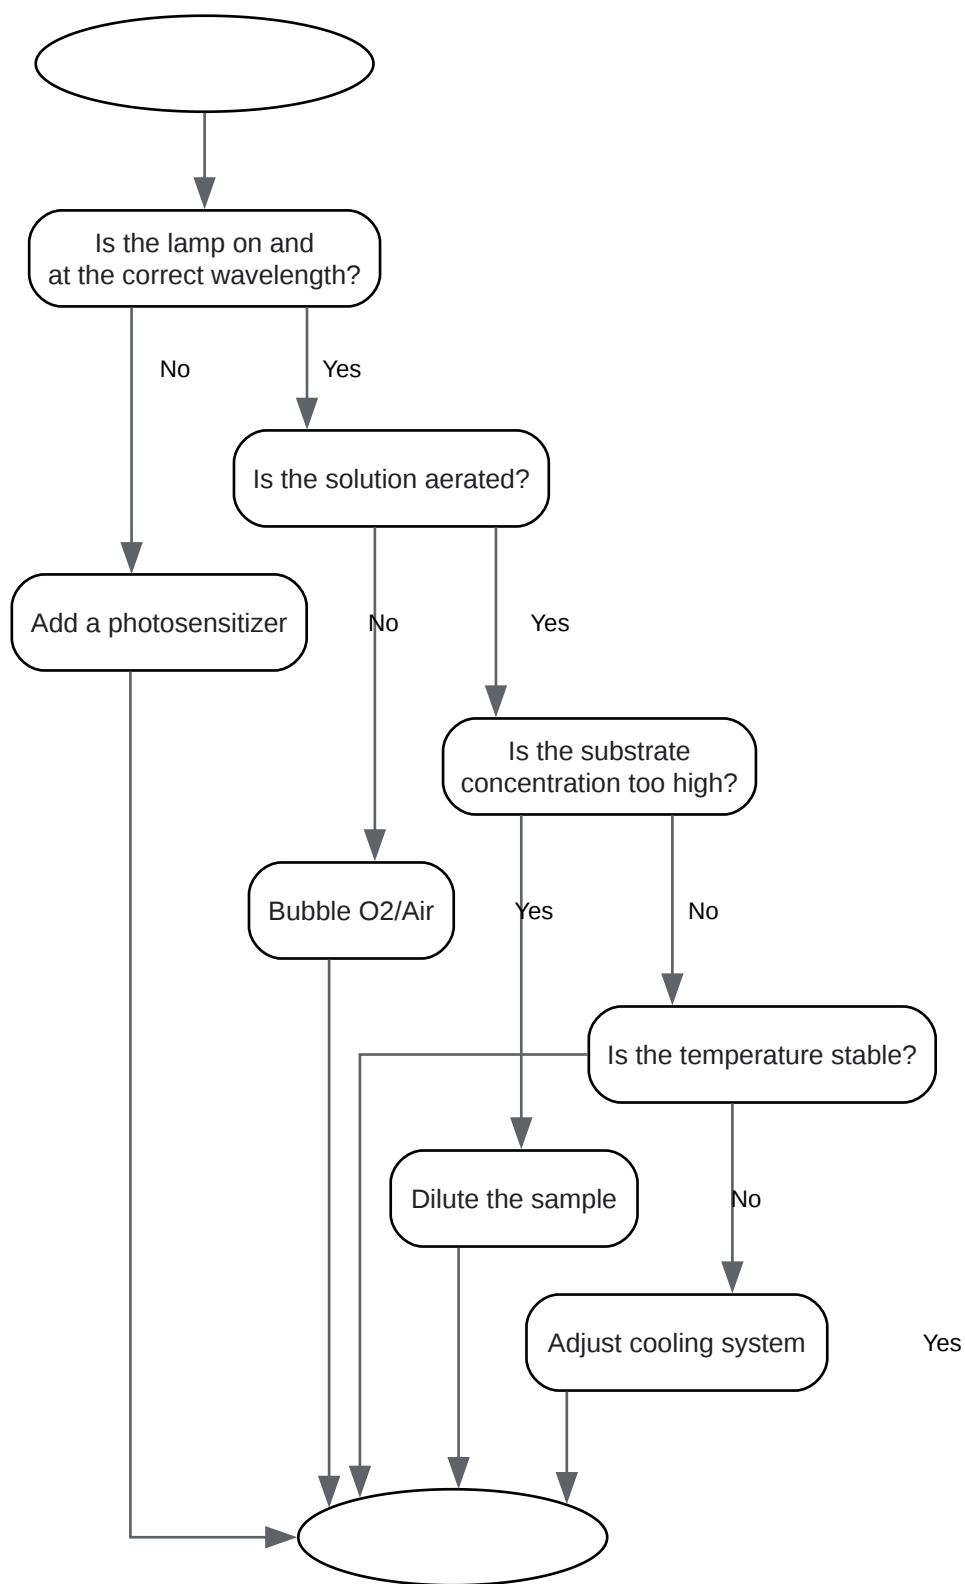 Is the lamp on and
at the correct wavelength?
No
Yes
Is the solution aerated?
Add a photosensitizer
No
Yes
Is the substrate
concentration too high?
Bubble O2/Air
Yes
No
Is the temperature stable?
Dilute the sample
No
Adjust cooling system
Yes